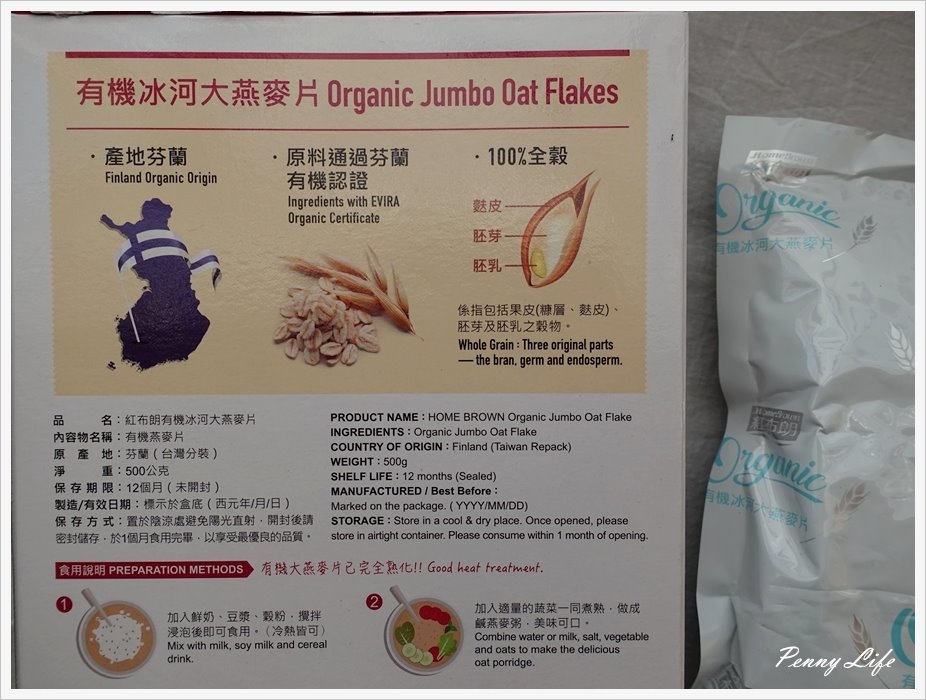 有機冰河大燕麥片 Organic Jumbo Oat Flakes
・產地芬蘭
Finland Organic Origin
・原料通過芬蘭
有機認證
Ingredients with EVIRA
Organic Certificate
・100%全穀
麩皮
胚芽
胚乳
係指包括果皮(糠層、麩皮)、
胚芽及胚乳之穀物。
Whole Grain : Three original parts
— the bran, germ and endosperm.
品名：紅布朗有機冰河大燕麥片
內容物名稱：有機燕麥片
原產地：芬蘭（台灣分裝）
淨重：500公克
保存期限：12個月（未開封）
製造/有效日期：標示於盒底（西元年/月/日）
保存方式：置於陰涼處避免陽光直射，開封後請
密封儲存，於1個月食用完畢，以享受最優良的品質。
PRODUCT NAME : HOME BROWN Organic Jumbo Oat Flake
INGREDIENTS : Organic Jumbo Oat Flake
COUNTRY OF ORIGIN : Finland (Taiwan Repack)
WEIGHT : 500g
SHELF LIFE : 12 months (Sealed)
MANUFACTURED / Best Before :
Marked on the package. ( YYYY/MM/DD)
STORAGE : Store in a cool & dry place. Once opened, please
store in airtight container. Please consume within 1 month of opening.
食用說明 PREPARATION METHODS 有機大燕麥片已完全熟化!! Good heat treatment.
1
加入鮮奶、豆漿、穀粉，攪拌
浸泡後即可食用。（冷熱皆可）
Mix with milk, soy milk and cereal
drink.
2
加入適量的蔬菜一同煮熟，做成
鹹燕麥粥，美味可口。
Combine water or milk, salt, vegetable
and oats to make the delicious
oat porridge.
HomeBrown
Organic
有機冰河大燕麥片
HomeBrown
紅布朗
Organic
有機冰河大燕麥片
有
Penny Life